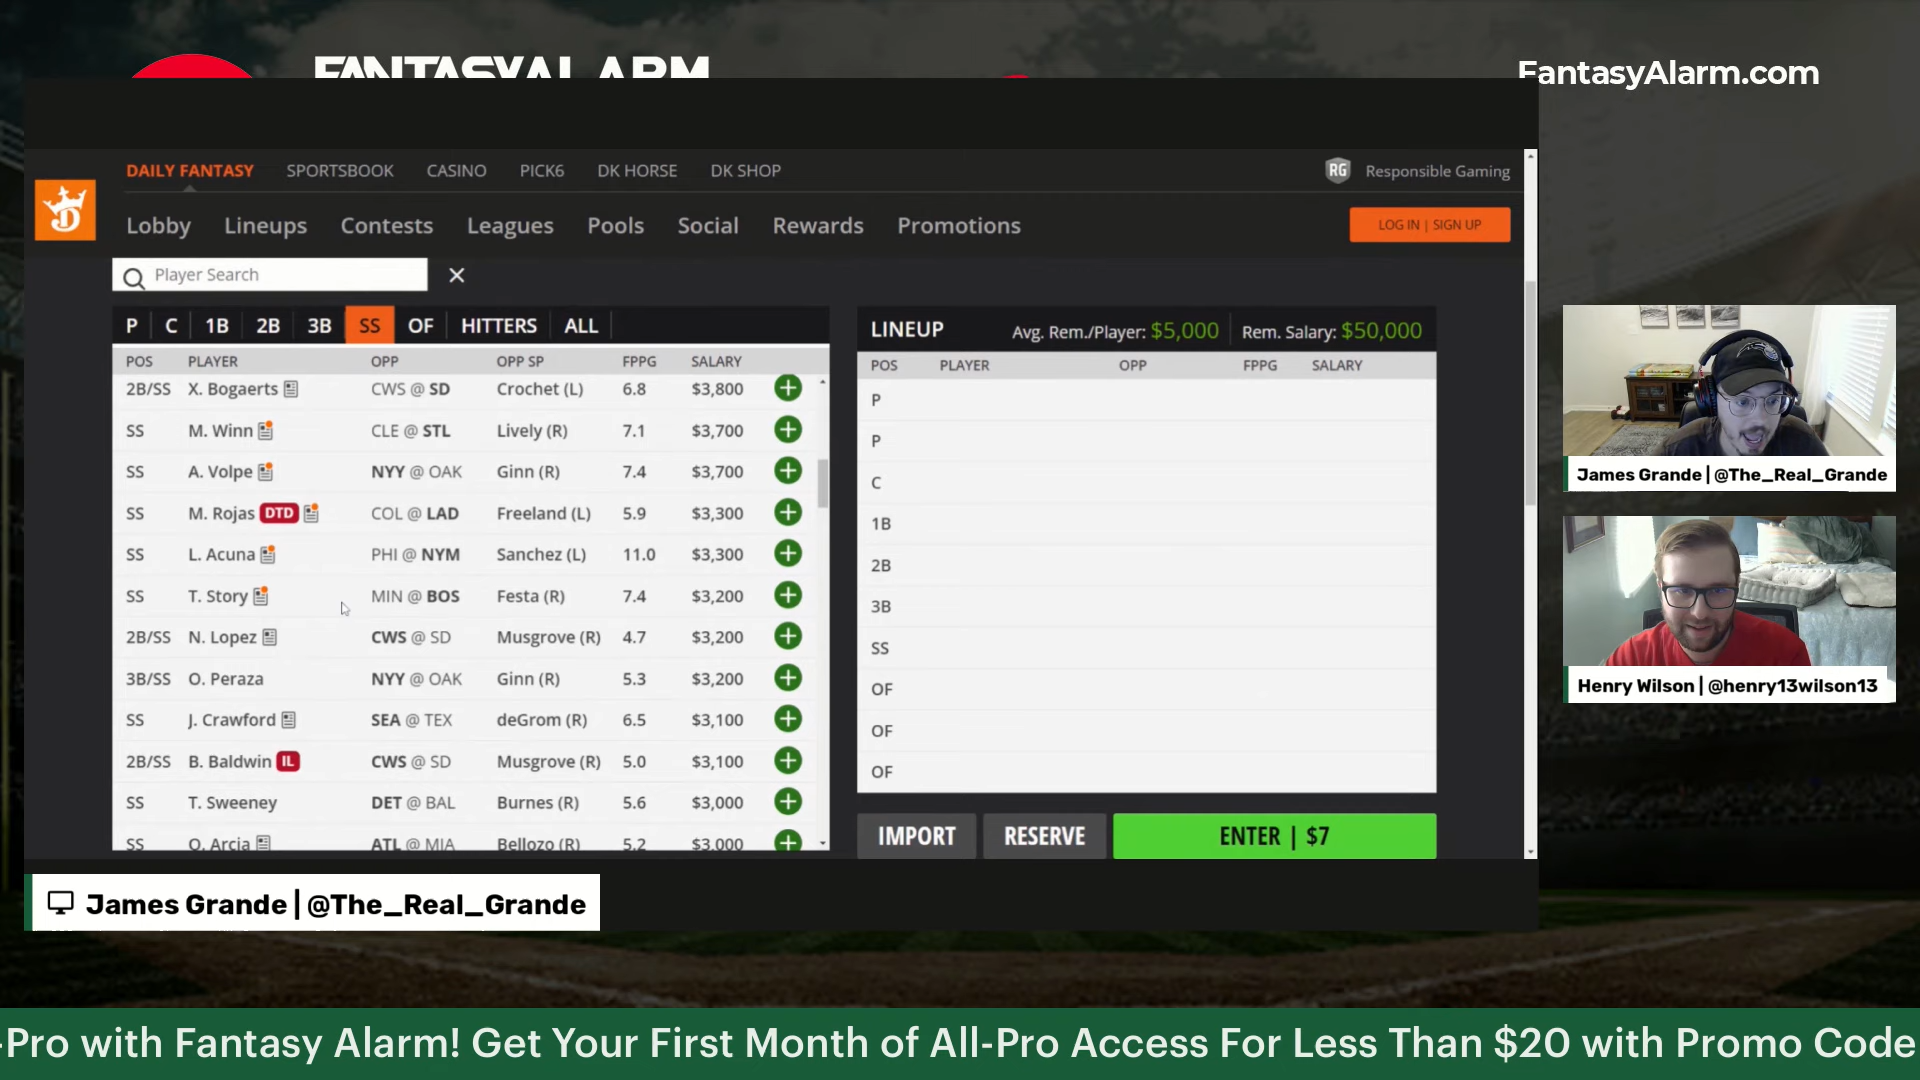 FANTASYALARM
FantasyAlarm.com
DAILY FANTASY SPORTSBOOK CASINO PICK6 DK HORSE DK SHOP
RG Responsible Gaming
Lobby Lineups Contests Leagues Pools Social Rewards Promotions
LOG IN | SIGN UP
Player Search
P C 1B 2B 3B SS OF HITTERS ALL
POS PLAYER OPP OPP SP FPPG SALARY
2B/SS X. Bogaerts CWS @ SD Crochet (L) 6.8 $3,800
SS M. Winn CLE @ STL Lively (R) 7.1 $3,700
SS A. Volpe NYY @ OAK Ginn (R) 7.4 $3,700
SS M. Rojas DTD COL @ LAD Freeland (L) 5.9 $3,300
SS L. Acuna PHI @ NYM Sanchez (L) 11.0 $3,300
SS T. Story MIN @ BOS Festa (R) 7.4 $3,200
2B/SS N. Lopez CWS @ SD Musgrove (R) 4.7 $3,200
3B/SS O. Peraza NYY @ OAK Ginn (R) 5.3 $3,200
SS J. Crawford SEA @ TEX deGrom (R) 6.5 $3,100
2B/SS B. Baldwin IL CWS @ SD Musgrove (R) 5.0 $3,100
SS T. Sweeney DET @ BAL Burnes (R) 5.6 $3,000
SS O. Arcia ATL @ MIA Bellozo (R) 5.2 $3,000
LINEUP Avg. Rem./Player: $5,000 Rem. Salary: $50,000
POS PLAYER OPP FPPG SALARY
P
P
C
1B
2B
3B
SS
OF
OF
OF
IMPORT RESERVE ENTER | $7
James Grande | @The_Real_Grande
Henry Wilson | @henry13wilson13
James Grande | @The_Real_Grande
-Pro with Fantasy Alarm! Get Your First Month of All-Pro Access For Less Than $20 with Promo Code